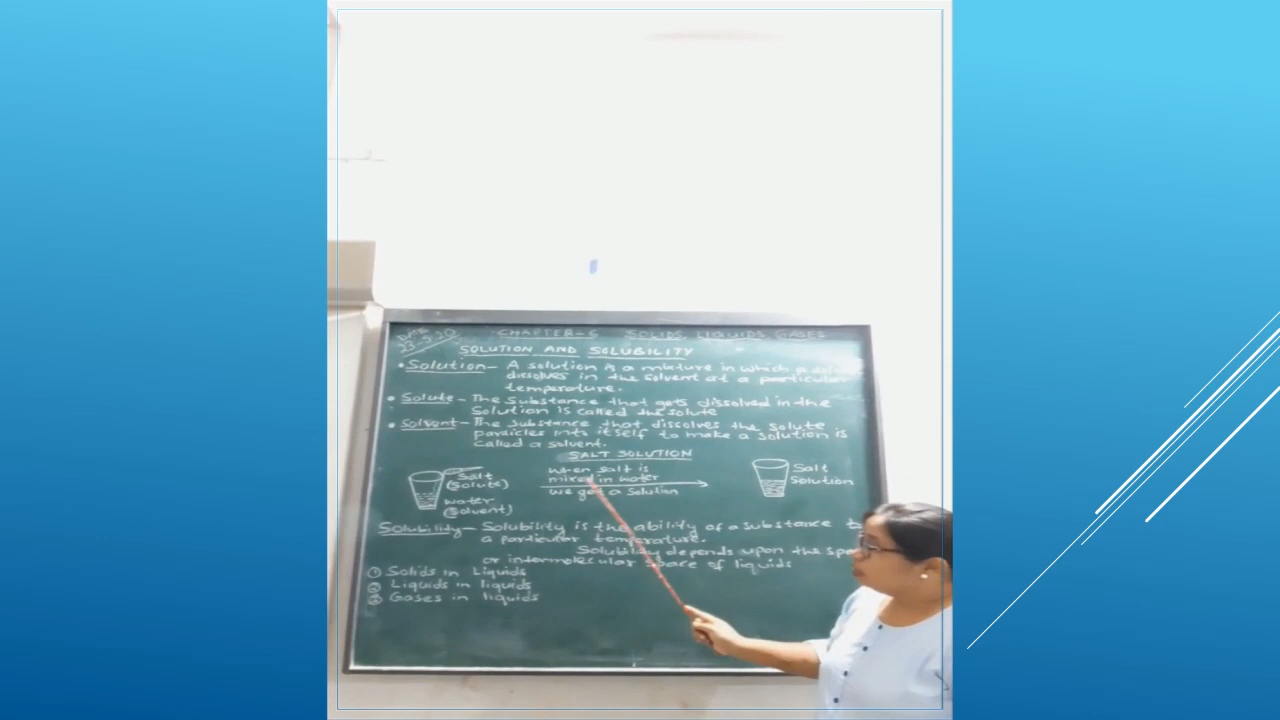 DATE
23-5-20
CHAPTER-6 SOLIDS LIQUIDS GASES
SOLUTION AND SOLUBILITY
• Solution - A solution is a mixture in which a
dissolves in the solvent at a particular
temperature.
• Solute - The substance that gets dissolved in the
solution is called the solute
• Solvent - The substance that dissolves the solute
particles into itself to make a solution is
called a solvent.
SALT SOLUTION
Salt
(Solute)
water
(solvent)
when salt is
mixed in water
we get a solution
Salt
Solution
Solubility - Solubility is the ability of a substance
a particular temperature.
Solubility depends upon the
or intermolecular space of liquids
① Solids in Liquids
② Liquids in liquids
③ Gases in liquids